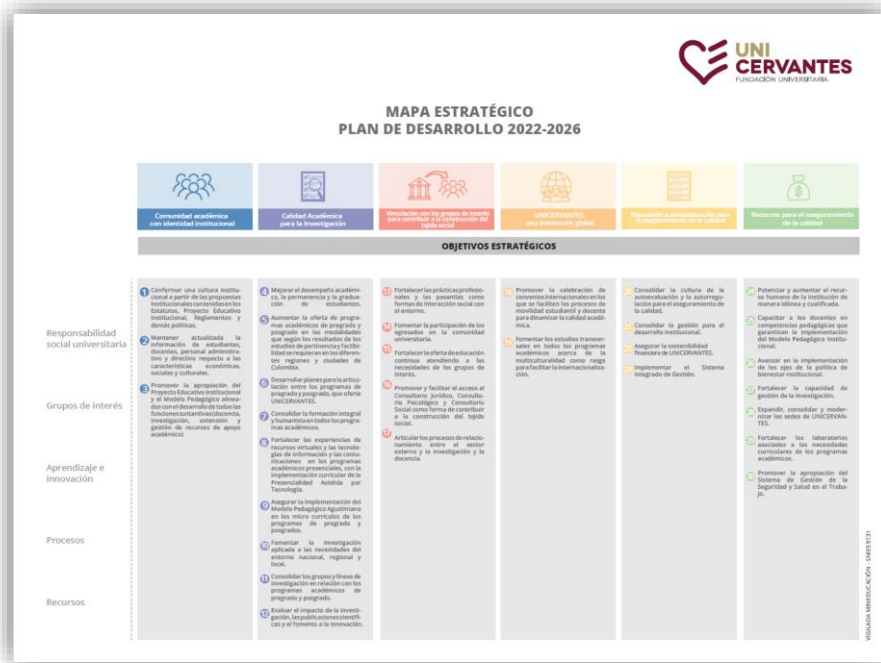 UNI
CERVANTES
FUNDACIÓN UNIVERSITARIA
MAPA ESTRATÉGICO
PLAN DE DESARROLLO 2022-2026
Comunidad académica
con identidad institucional
Calidad Académica
para la Investigación
Vinculación con los grupos de interés
para contribuir a la construcción del
tejido social
UNICERVANTES
una institución global
Planeación y autoevaluación para
el aseguramiento de la calidad
Recursos para el aseguramiento
de la calidad
OBJETIVOS ESTRATÉGICOS
Responsabilidad
social universitaria
Grupos de interés
Aprendizaje e
innovación
Procesos
Recursos
1 Conformar una cultura institu-
cional a partir de las propuestas
institucionales contenidas en los
Estatutos, Proyecto Educativo
Institucional, Reglamentos y
demás políticas.
2 Mantener actualizada la
información de estudiantes,
docentes, personal administra-
tivo y directivo respecto a las
características económicas,
sociales y culturales.
3 Promover la apropiación del
Proyecto Educativo Institucional
y el Modelo Pedagógico alinea-
dos con el desarrollo de todas las
funciones sustantivas (docencia,
investigación, extensión y
gestión de recursos de apoyo
académico)
4 Mejorar el desempeño académi-
co, la permanencia y la gradua-
ción de estudiantes.
5 Aumentar la oferta de progra-
mas académicos de pregrado y
posgrado en las modalidades
que según los resultados de los
estudios de pertinencia y factibi-
lidad se requieran en las diferen-
tes regiones y ciudades de
Colombia.
6 Desarrollar planes para la articu-
lación entre los programas de
pregrado y posgrado, que oferte
UNICERVANTES.
7 Consolidar la formación integral
y humanista en todos los progra-
mas académicos.
8 Fortalecer las experiencias de
recursos virtuales y las tecnolo-
gías de información y las comu-
nicaciones en los programas
académicos presenciales, con la
implementación curricular de la
Presencialidad Asistida por
Tecnología.
9 Asegurar la implementación del
Modelo Pedagógico Agustiniano
en los micro currículos de los
programas de pregrado y
posgrados.
10 Fomentar la investigación
aplicada a las necesidades del
entorno nacional, regional y
local.
11 Consolidar los grupos y líneas de
investigación en relación con los
programas académicos de
pregrado y posgrado.
12 Evaluar el impacto de la investi-
gación, las publicaciones científi-
cas y el fomento a la innovación.
13 Fortalecer las prácticas profesio-
nales y las pasantías como
formas de interacción social con
el entorno.
14 Fomentar la participación de los
egresados en la comunidad
universitaria.
15 Fortalecer la oferta de educación
continua atendiendo a las
necesidades de los grupos de
interés.
16 Promover y facilitar el acceso al
Consultorio Jurídico, Consulto-
rio Psicológico y Consultorio
Social como forma de contribuir
a la construcción del tejido
social.
17 Articular los procesos de relacio-
namiento entre el sector
externo y la investigación y la
docencia.
Promover la celebración de
convenios internacionales en los
que se faciliten los procesos de
movilidad estudiantil y docente
para dinamizar la calidad acadé-
mica.
Fomentar los estudios transver-
sales en todos los programas
académicos acerca de la
multiculturalidad como rasgo
para facilitar la internacionaliza-
ción.
Consolidar la cultura de la
autoevaluación y la autorregu-
lación para el aseguramiento de
la calidad.
Consolidar la gestión para el
desarrollo institucional.
Asegurar la sostenibilidad
financiera de UNICERVANTES.
Implementar el Sistema
Integrado de Gestión.
Potenciar y aumentar el recur-
so humano de la institución de
manera idónea y cualificada.
Capacitar a los docentes en
competencias pedagógicas que
garantican la implementación
del Modelo Pedagógico Institu-
cional.
Avanzar en la implementación
de los ejes de la política de
bienestar institucional.
Fortalecer la capacidad de
gestión de la investigación.
Expandir, consolidar y moder-
nizar las sedes de UNICERVAN-
TES.
Fortalecer los laboratorios
asociados a las necesidades
curriculares de los programas
académicos.
Promover la apropiación del
Sistema de Gestión de la
Seguridad y Salud en el Traba-
jo.
VIGILADA MINEDUCACIÓN - SNIES 9131